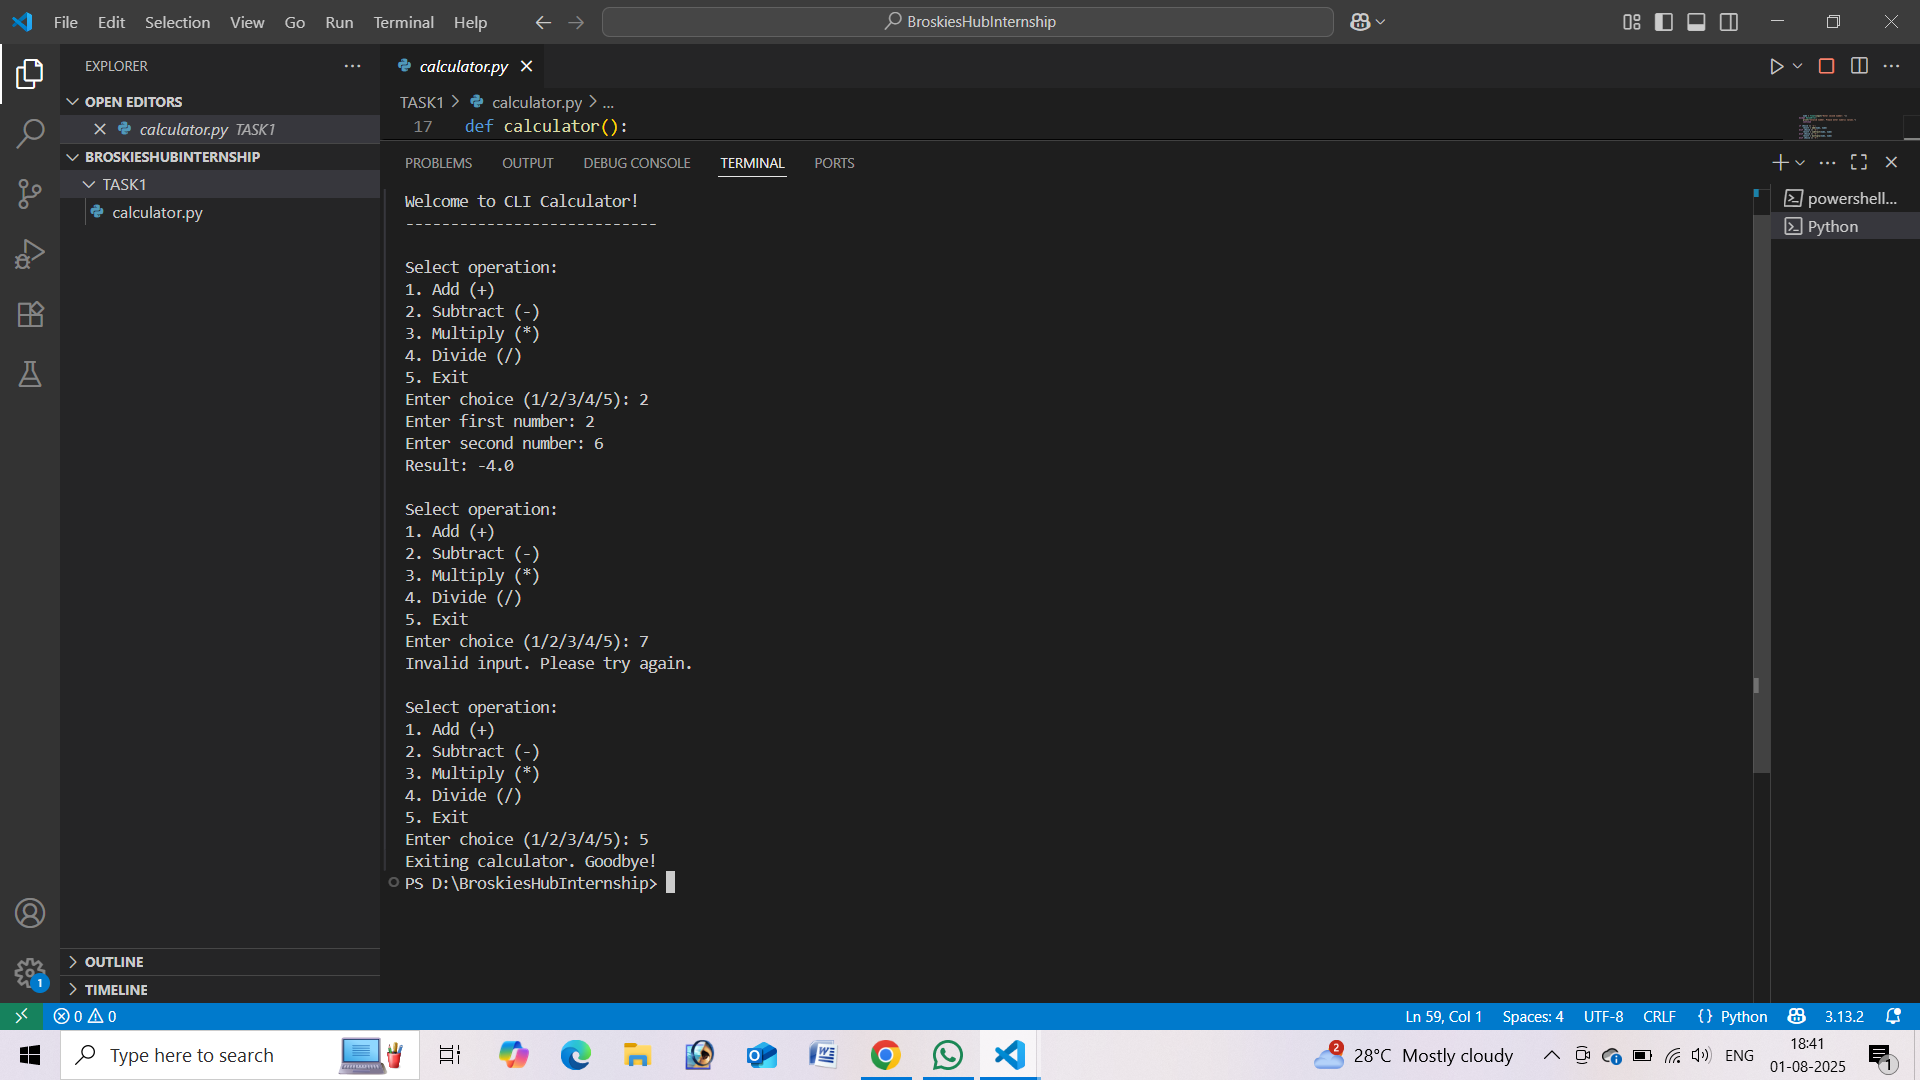 File Edit Selection View Go Run Terminal Help
BroskiesHubInternship
EXPLORER
calculator.py
OPEN EDITORS
calculator.py TASK1
BROSKIESHUBINTERNSHIP
TASK1
calculator.py
TASK1 > calculator.py > ...
17 def calculator():
PROBLEMS OUTPUT DEBUG CONSOLE TERMINAL PORTS
powershell...
Python
Welcome to CLI Calculator!
----------------------------
Select operation:
1. Add (+)
2. Subtract (-)
3. Multiply (*)
4. Divide (/)
5. Exit
Enter choice (1/2/3/4/5): 2
Enter first number: 2
Enter second number: 6
Result: -4.0
Select operation:
1. Add (+)
2. Subtract (-)
3. Multiply (*)
4. Divide (/)
5. Exit
Enter choice (1/2/3/4/5): 7
Invalid input. Please try again.
Select operation:
1. Add (+)
2. Subtract (-)
3. Multiply (*)
4. Divide (/)
5. Exit
Enter choice (1/2/3/4/5): 5
Exiting calculator. Goodbye!
PS D:\BroskiesHubInternship>
OUTLINE
TIMELINE
1
0 0
Ln 59, Col 1 Spaces: 4 UTF-8 CRLF {} Python 3.13.2
Type here to search
2
28°C Mostly cloudy
ENG
18:41
01-08-2025
1